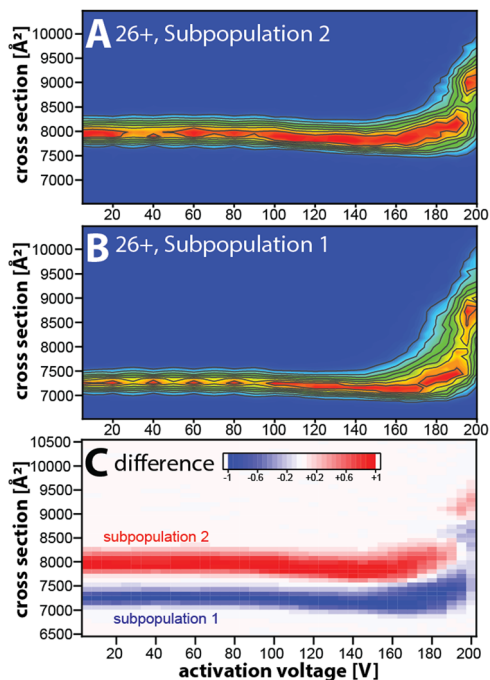 A 26+, Subpopulation 2
cross section [Å²]
10000
9500
9000
8500
8000
7500
7000
20 40 60 80 100 120 140 160 180 200
B 26+, Subpopulation 1
cross section [Å²]
10000
9500
9000
8500
8000
7500
7000
20 40 60 80 100 120 140 160 180 200
C difference
-1 -0.6 -0.2 +0.2 +0.6 +1
cross section [Å²]
10500
10000
9500
9000
8500
8000
7500
7000
6500
subpopulation 2
subpopulation 1
20 40 60 80 100 120 140 160 180 200
activation voltage [V]